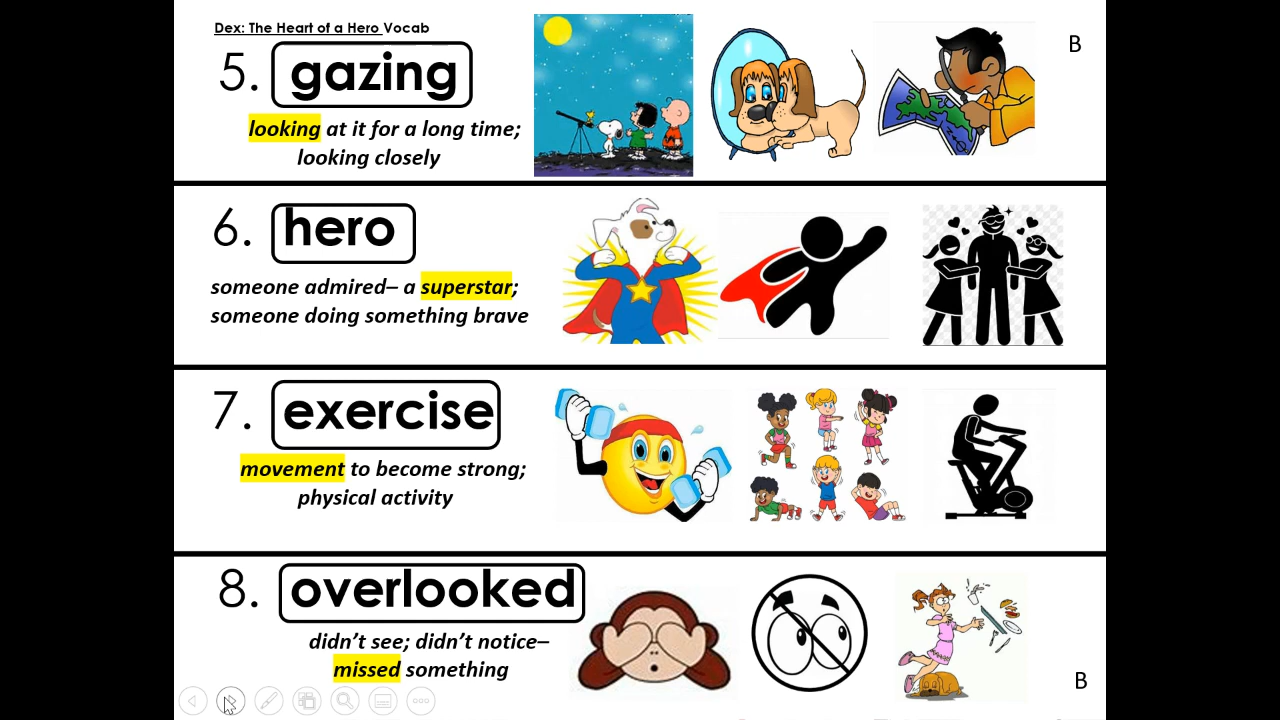 Dex: The Heart of a Hero Vocab
B
5. gazing
looking at it for a long time;
looking closely
6. hero
someone admired– a superstar;
someone doing something brave
7. exercise
movement to become strong;
physical activity
8. overlooked
didn’t see; didn’t notice–
missed something
B